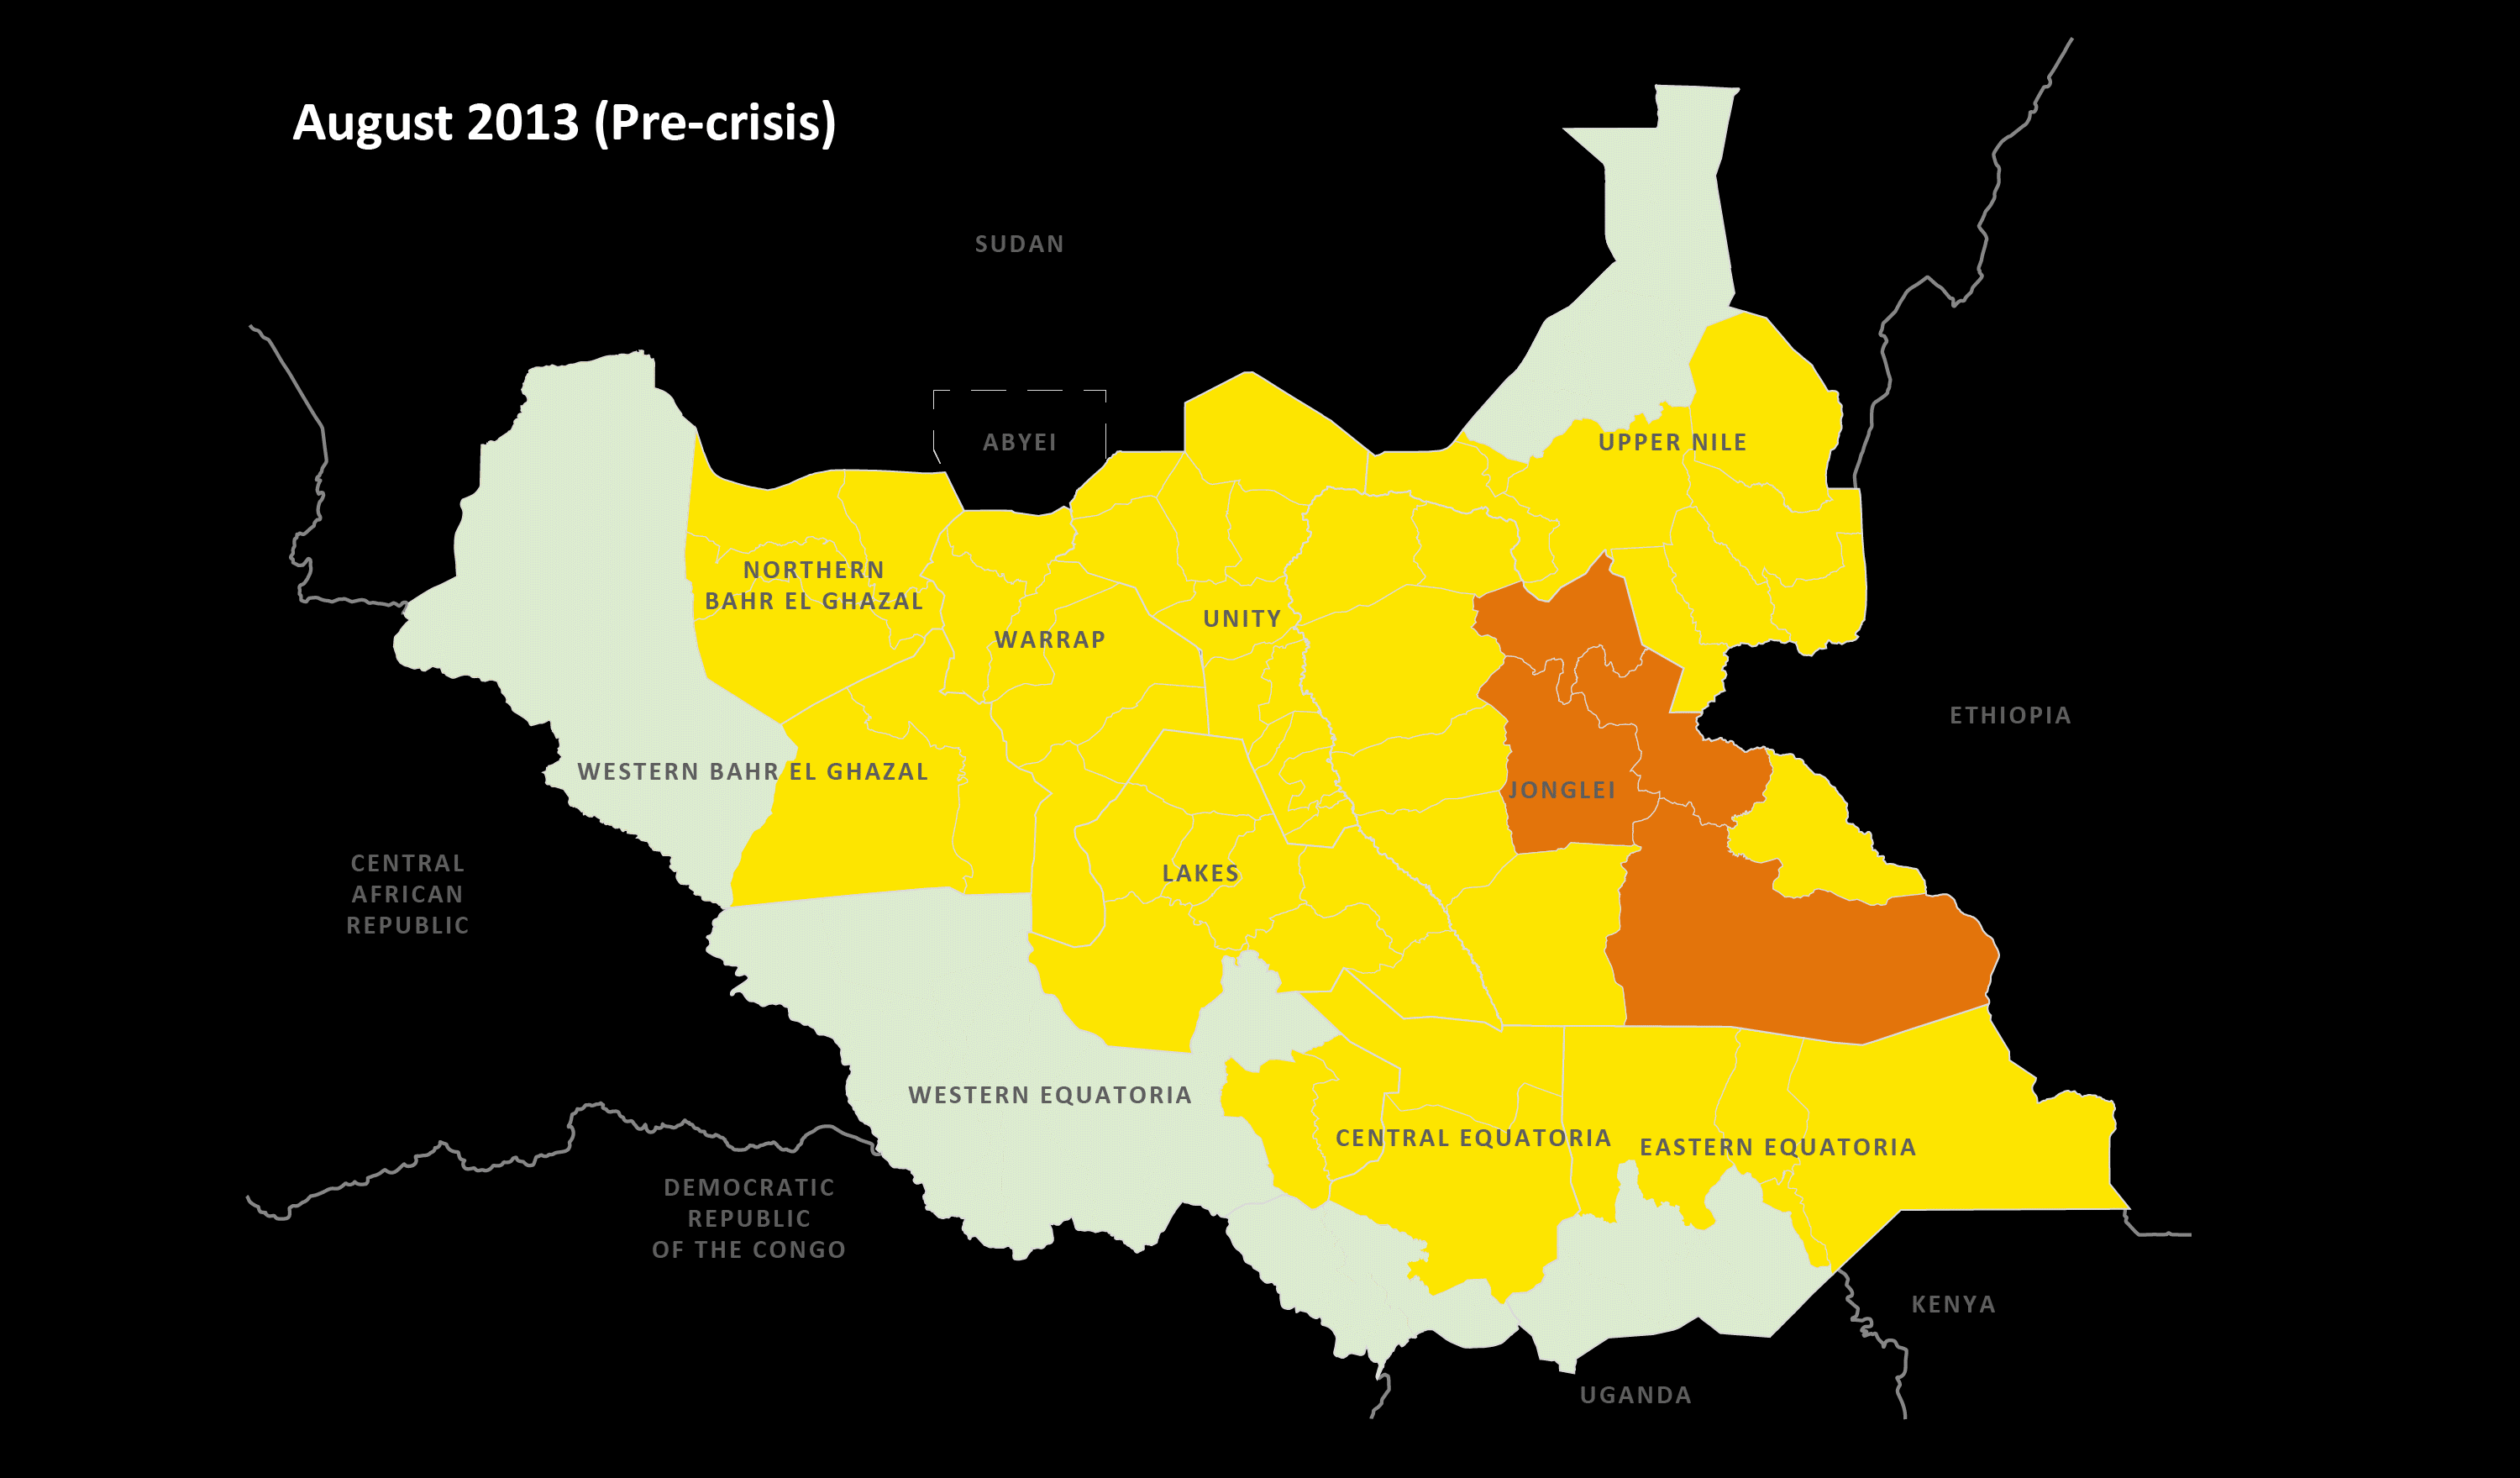 August 2013 (Pre-crisis)
SUDAN
ABYEI
UPPER NILE
NORTHERN
BAHR EL GHAZAL
UNITY
WARRAP
ETHIOPIA
WESTERN BAHR EL GHAZAL
JONGLEI
CENTRAL
AFRICAN
REPUBLIC
LAKES
WESTERN EQUATORIA
CENTRAL EQUATORIA
EASTERN EQUATORIA
DEMOCRATIC
REPUBLIC
OF THE CONGO
KENYA
UGANDA